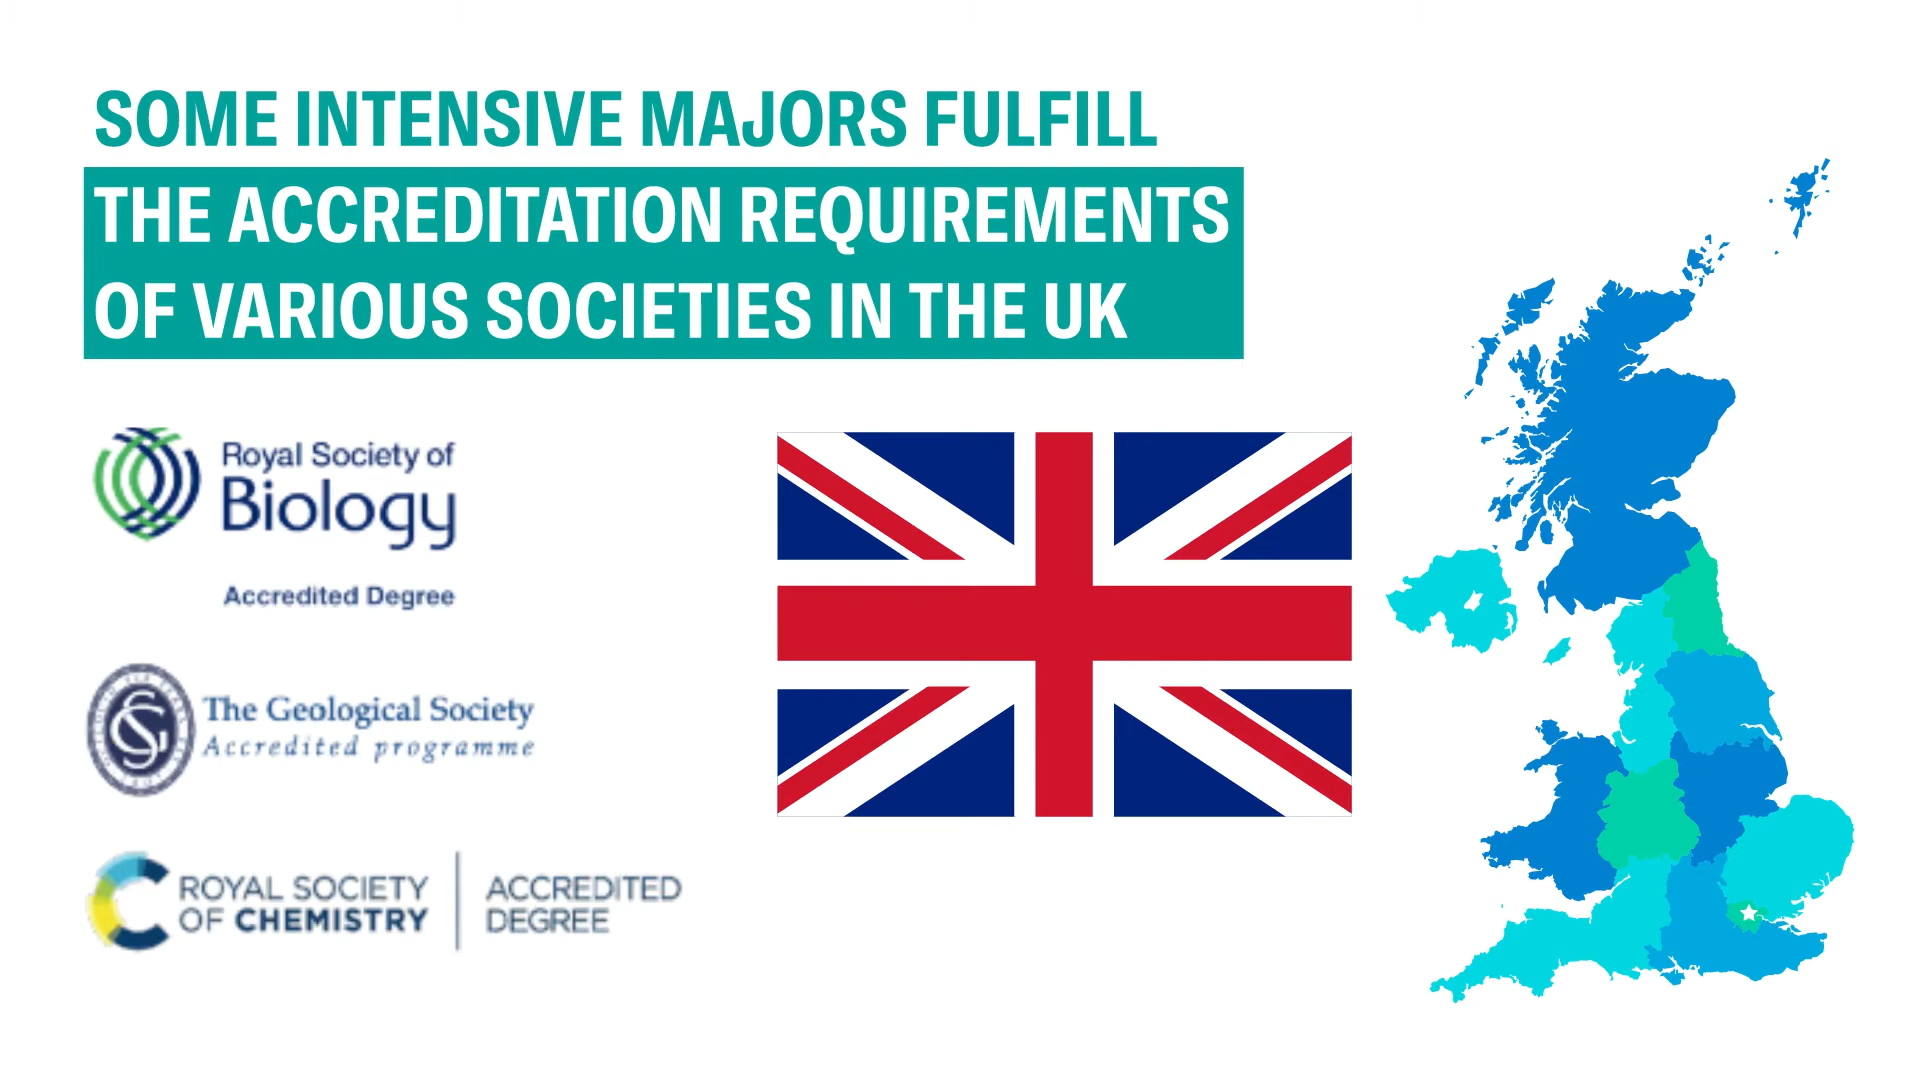 SOME INTENSIVE MAJORS FULFILL
THE ACCREDITATION REQUIREMENTS
OF VARIOUS SOCIETIES IN THE UK
Royal Society of
Biology
Accredited Degree
The Geological Society
Accredited programme
ROYAL SOCIETY
OF CHEMISTRY
ACCREDITED
DEGREE